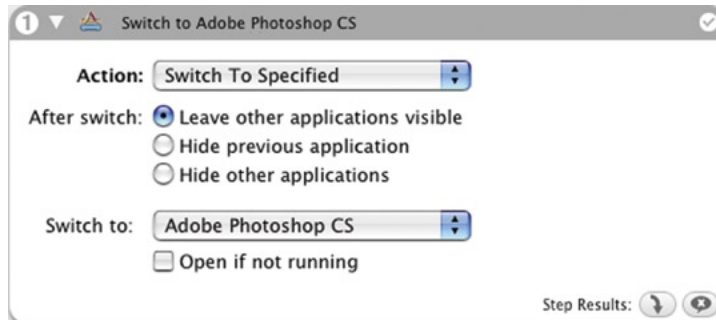 1 Switch to Adobe Photoshop CS
Action: Switch To Specified
After switch: Leave other applications visible
Hide previous application
Hide other applications
Switch to: Adobe Photoshop CS
Open if not running
Step Results: